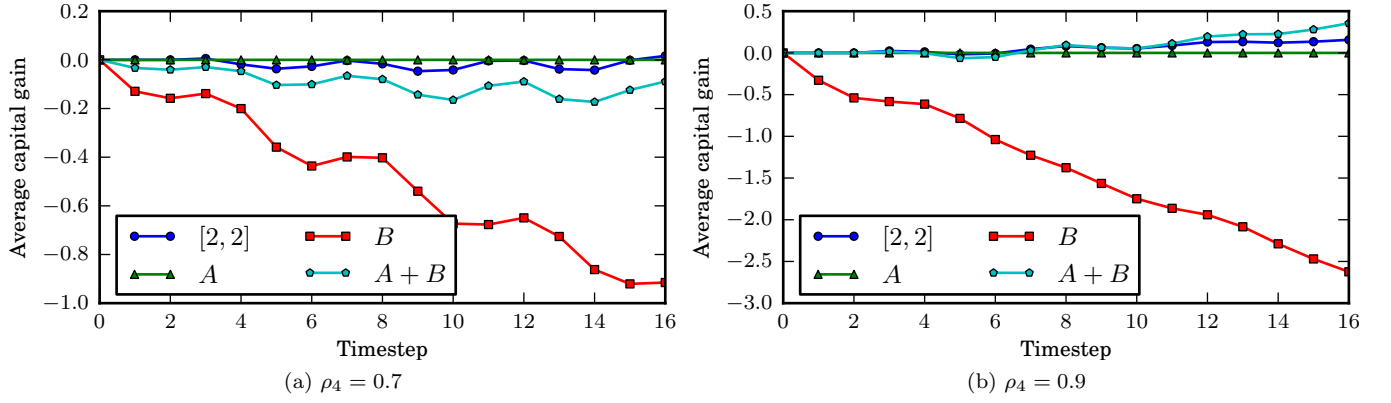 0.0
−0.2
−0.4
−0.6
−0.8
−1.0
Average capital gain
[2, 2]
A
B
A + B
0 2 4 6 8 10 12 14 16
Timestep
(a) ρ₄ = 0.7
0.5
0.0
−0.5
−1.0
−1.5
−2.0
−2.5
−3.0
Average capital gain
[2, 2]
A
B
A + B
0 2 4 6 8 10 12 14 16
Timestep
(b) ρ₄ = 0.9